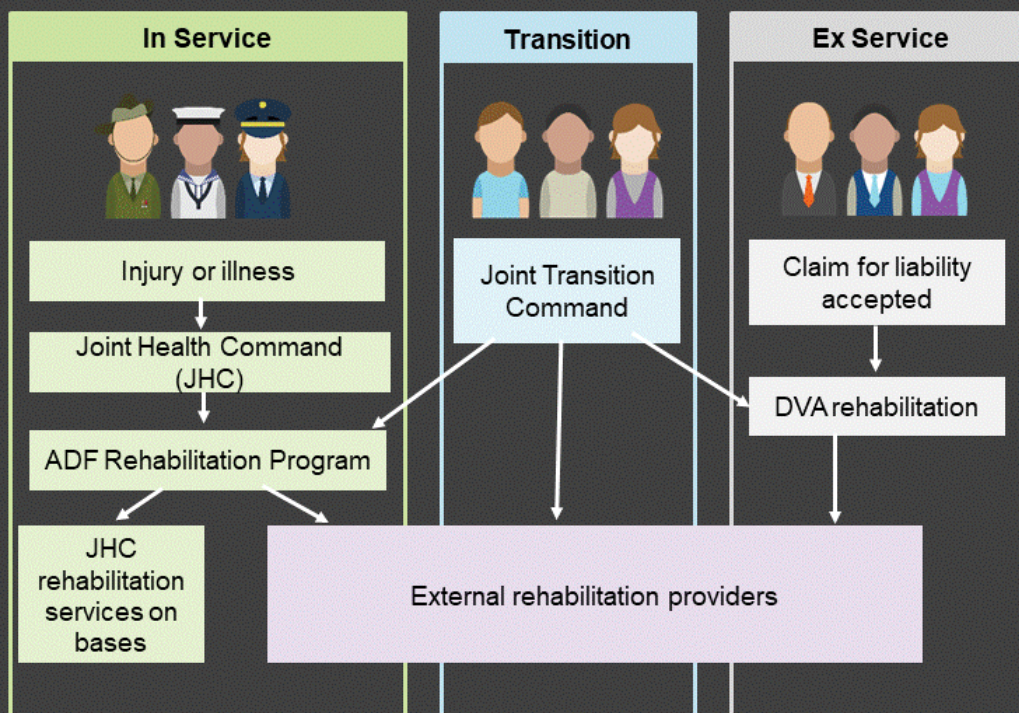 In Service
Transition
Ex Service
Injury or illness
Joint Health Command
(JHC)
ADF Rehabilitation Program
JHC
rehabilitation
services on
bases
Joint Transition
Command
Claim for liability
accepted
DVA rehabilitation
External rehabilitation providers